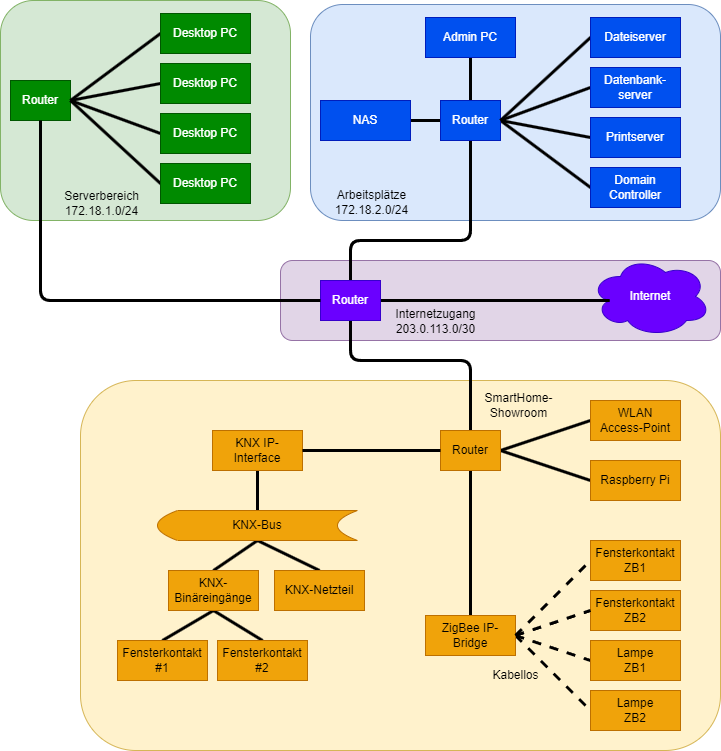 Desktop PC
Desktop PC
Desktop PC
Desktop PC
Router
Serverbereich
172.18.1.0/24
Admin PC
NAS
Router
Dateiserver
Datenbank-
server
Printserver
Domain
Controller
Arbeitsplätze
172.18.2.0/24
Router
Internet
Internetzugang
203.0.113.0/30
SmartHome-
Showroom
KNX IP-
Interface
Router
WLAN
Access-Point
Raspberry Pi
KNX-Bus
KNX-
Binäreingänge
KNX-Netzteil
Fensterkontakt
#1
Fensterkontakt
#2
ZigBee IP-
Bridge
Kabellos
Fensterkontakt
ZB1
Fensterkontakt
ZB2
Lampe
ZB1
Lampe
ZB2